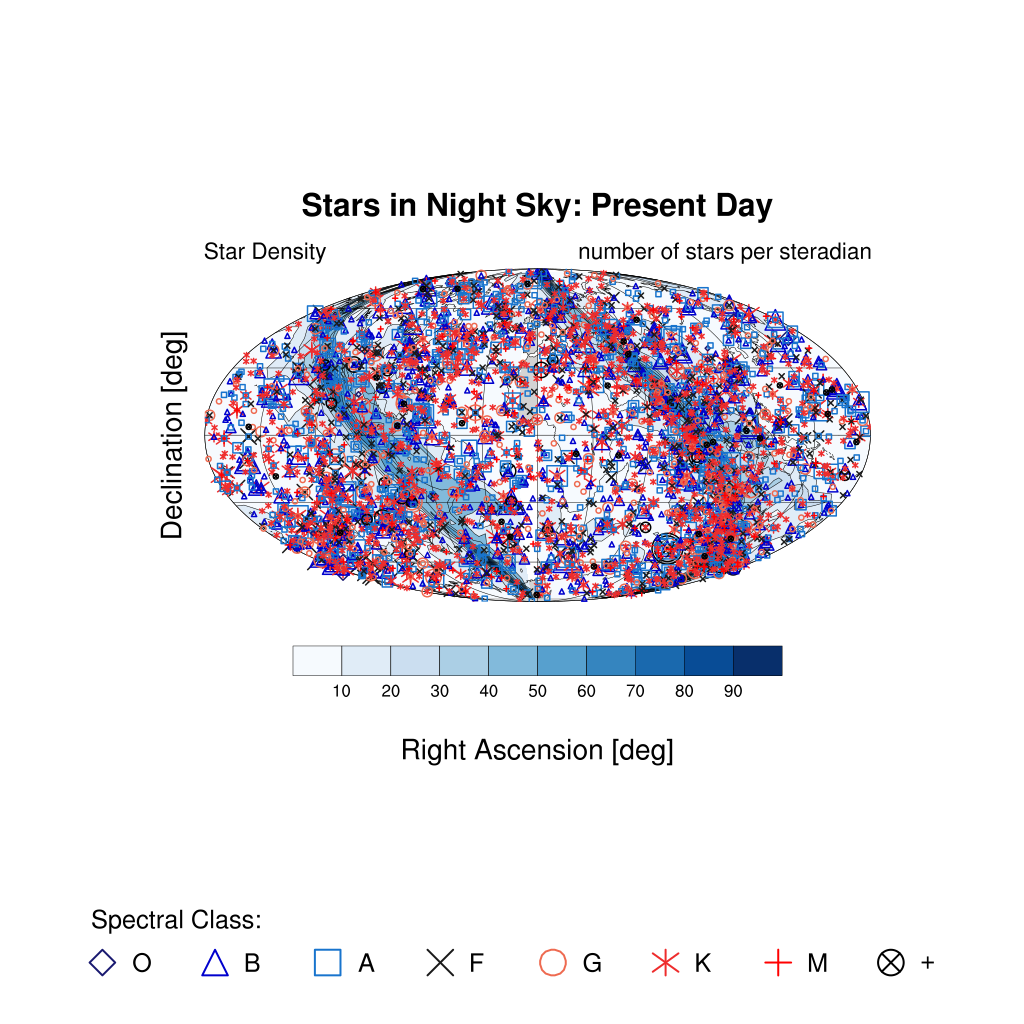 Stars in Night Sky: Present Day
Star Density number of stars per steradian
Declination [deg]
10 20 30 40 50 60 70 80 90
Right Ascension [deg]
Spectral Class:
O B A F G K M +